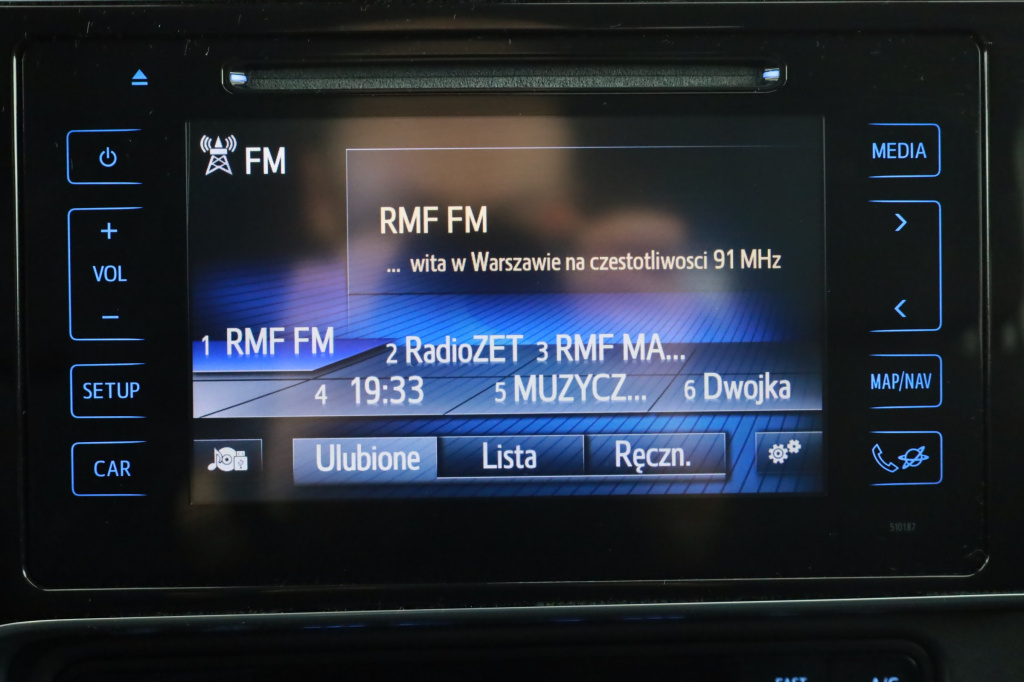 FM
MEDIA
RMF FM
... wita w Warszawie na czestotliwosci 91 MHz
+
VOL
−
1 RMF FM
2 RadioZET
3 RMF MA...
4 19:33
5 MUZYCZ...
6 Dwojka
SETUP
MAP/NAV
Ulubione
Lista
Ręczn.
CAR
510187